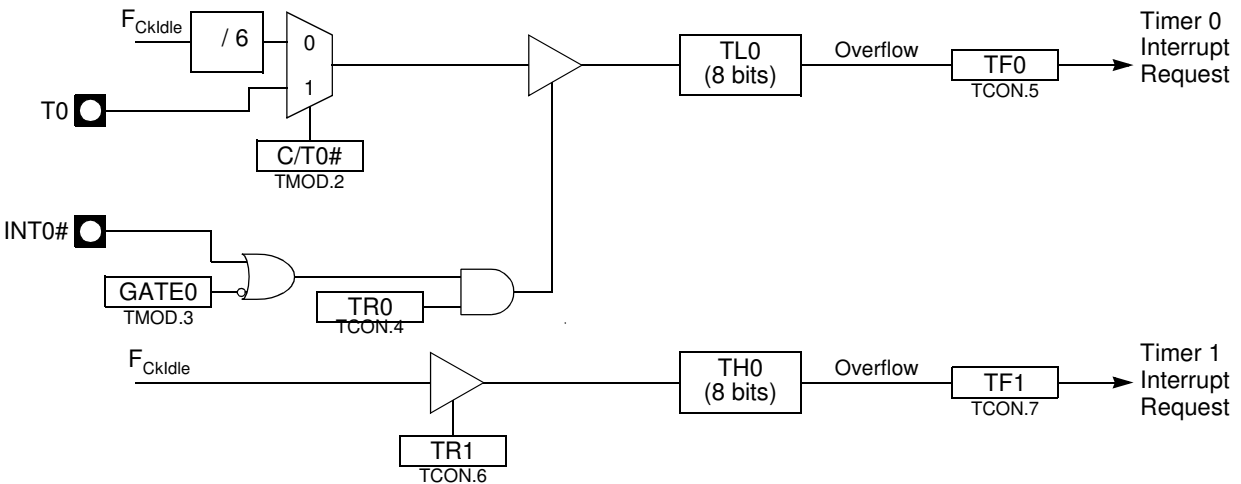 F CkIdle
/ 6
0
1
T0
C/T0#
TMOD.2
TL0
(8 bits)
Overflow
TF0
TCON.5
Timer 0
Interrupt
Request
INT0#
GATE0
TMOD.3
TR0
TCON.4
F CkIdle
TR1
TCON.6
TH0
(8 bits)
Overflow
TF1
TCON.7
Timer 1
Interrupt
Request